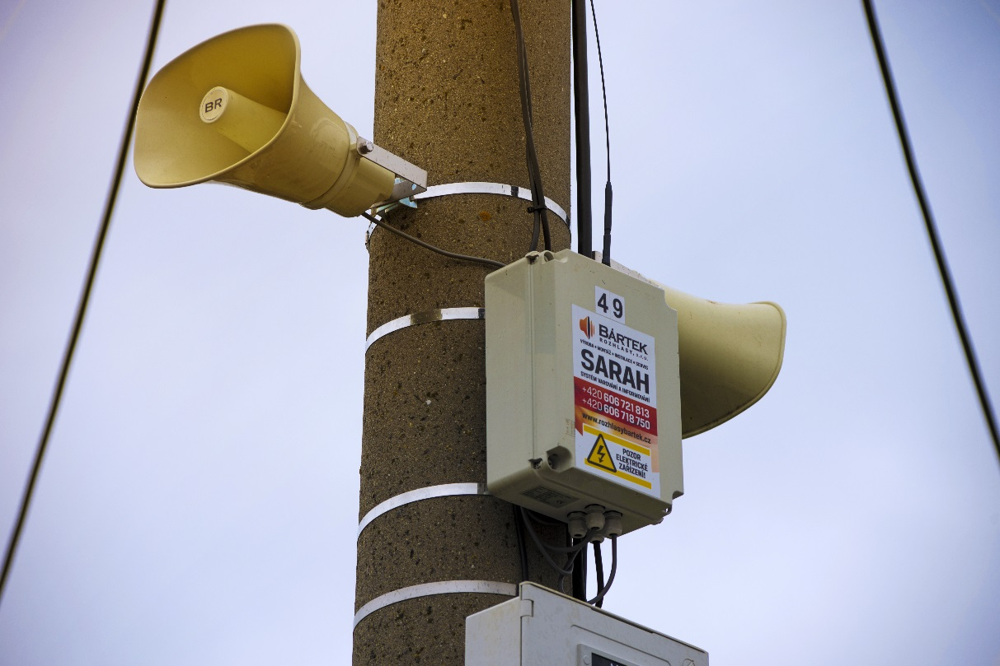 BR
49
BÁRTEK
ROZHLASY, s.r.o.
VÝROBA • MONTÁŽ • INSTALACE • SERVIS
SARAH
SYSTÉM VAROVÁNÍ A INFORMOVÁNÍ
+420 606 721 813
+420 606 718 750
www.rozhlasybartek.cz
POZOR
ELEKTRICKÉ
ZAŘÍZENÍ!